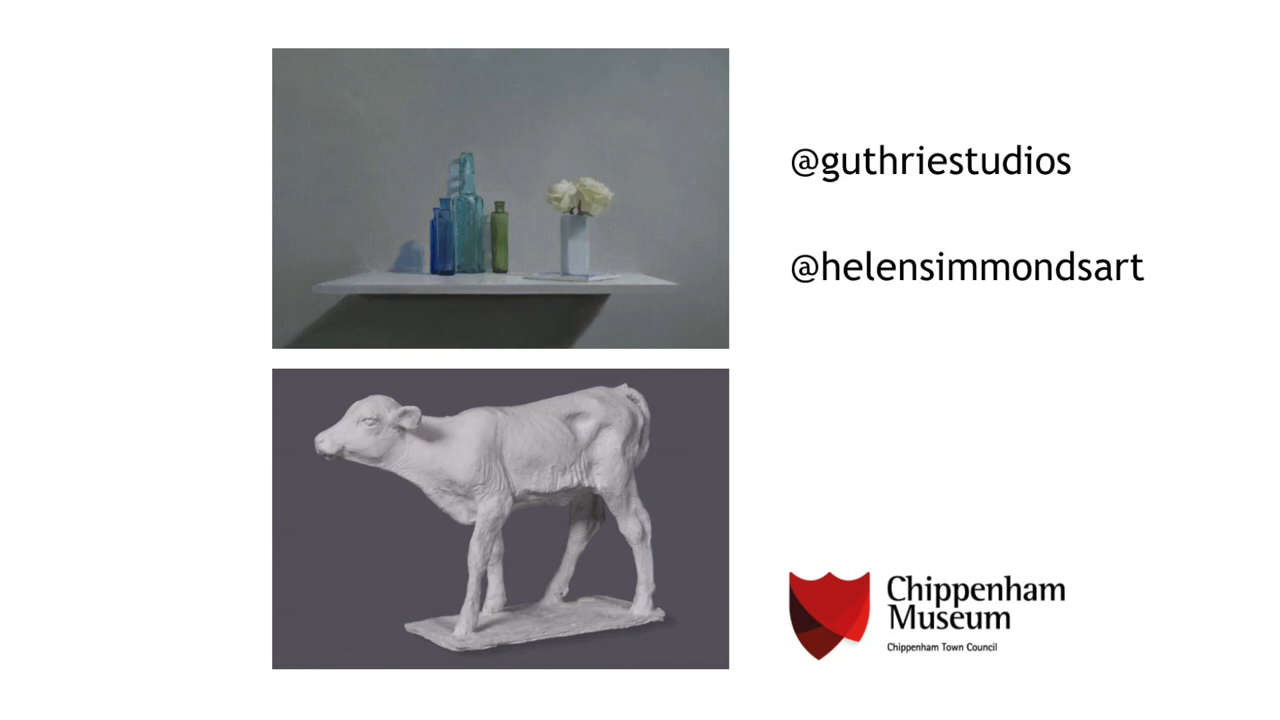 @guthriestudios
@helensimmondsart
Chippenham
Museum
Chippenham Town Council